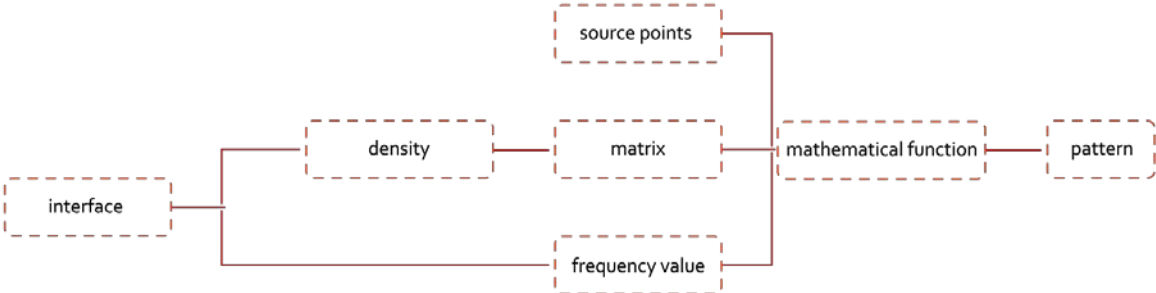 source points
density
matrix
mathematical function
pattern
interface
frequency value